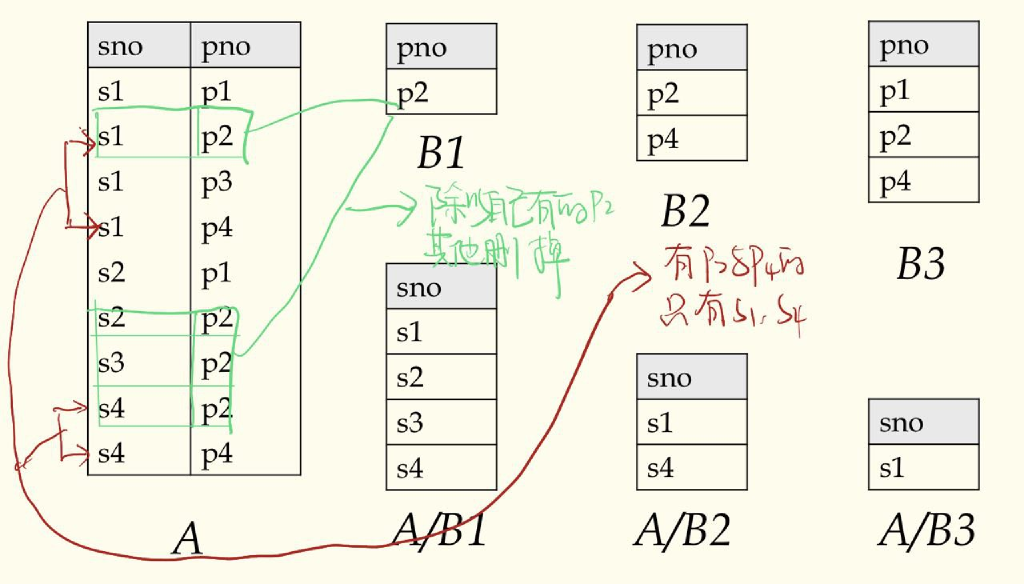 sno pno
s1 p1
s1 p2
s1 p3
s1 p4
s2 p1
s2 p2
s3 p2
s4 p2
s4 p4
A
pno
p2
B1
除所有的P2
其他删掉
sno
s1
s2
s3
s4
A/B1
pno
p2
p4
B2
有P2与P4的
只有S1、S4
sno
s1
s4
A/B2
pno
p1
p2
p4
B3
sno
s1
A/B3